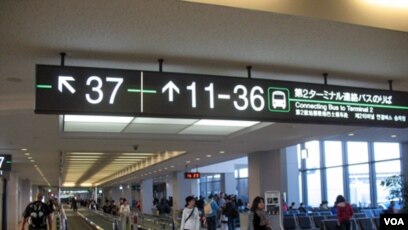 37
11-36
第2ターミナル連絡バスのりば
Connecting Bus to Terminal 2
VOA